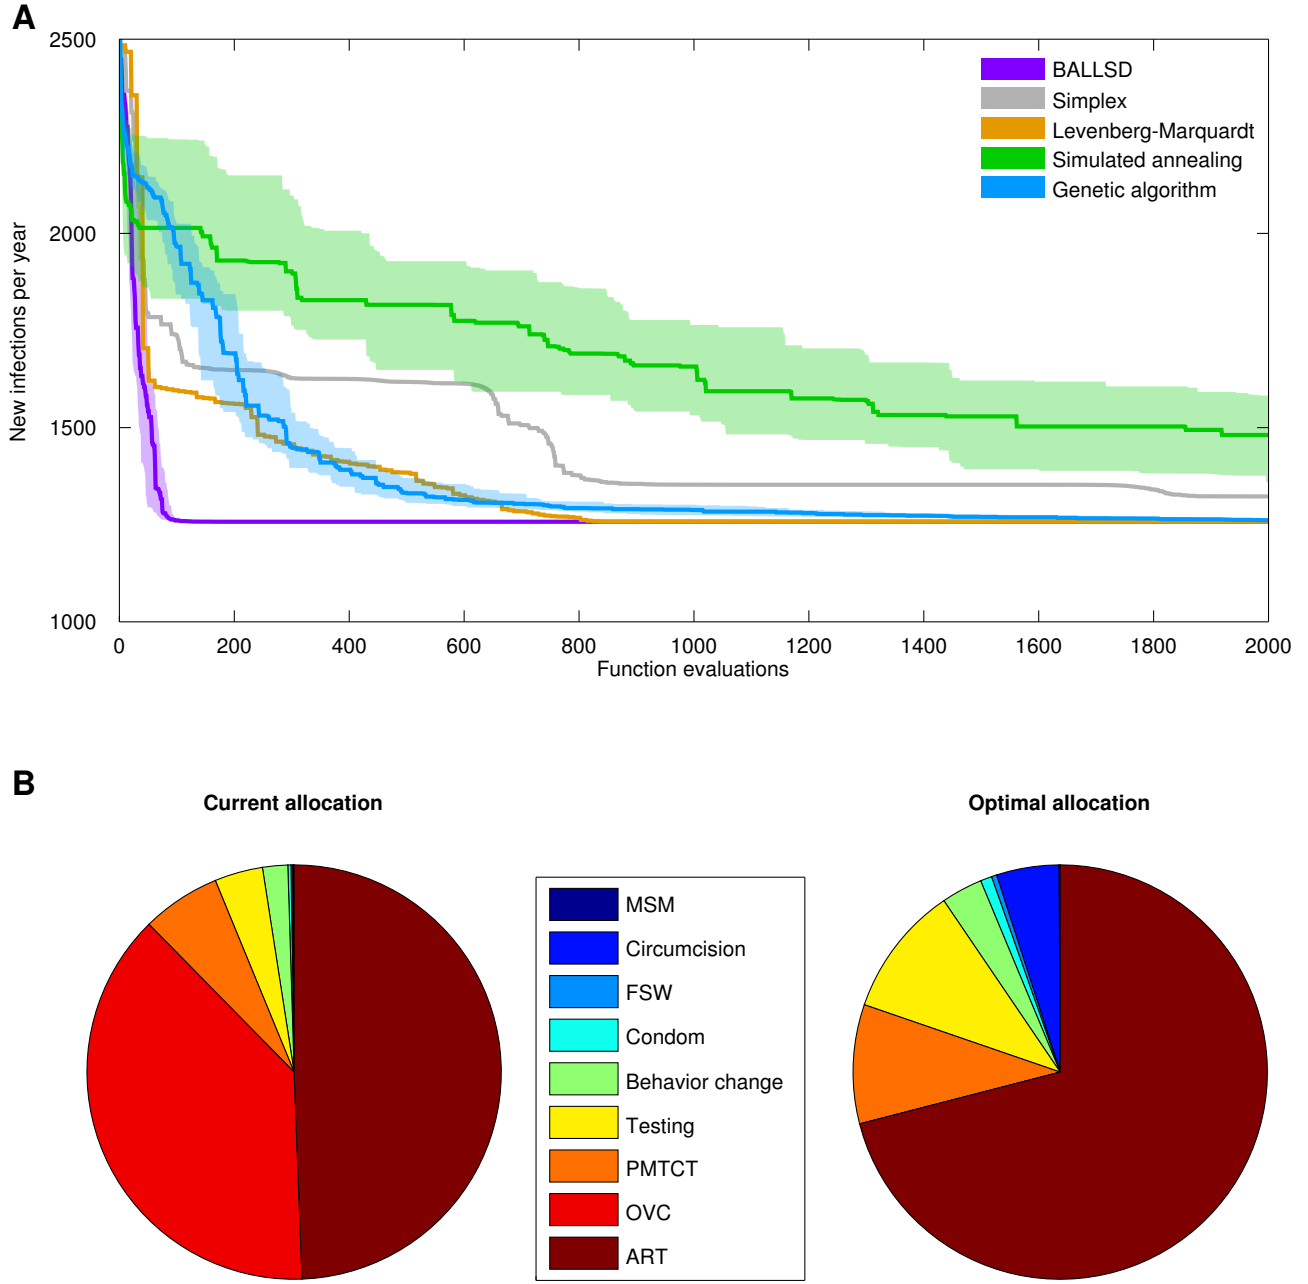 A
2500
2000
1500
1000
New infections per year
BALLSD
Simplex
Levenberg-Marquardt
Simulated annealing
Genetic algorithm
0 200 400 600 800 1000 1200 1400 1600 1800 2000
Function evaluations
B
Current allocation
Optimal allocation
MSM
Circumcision
FSW
Condom
Behavior change
Testing
PMTCT
OVC
ART